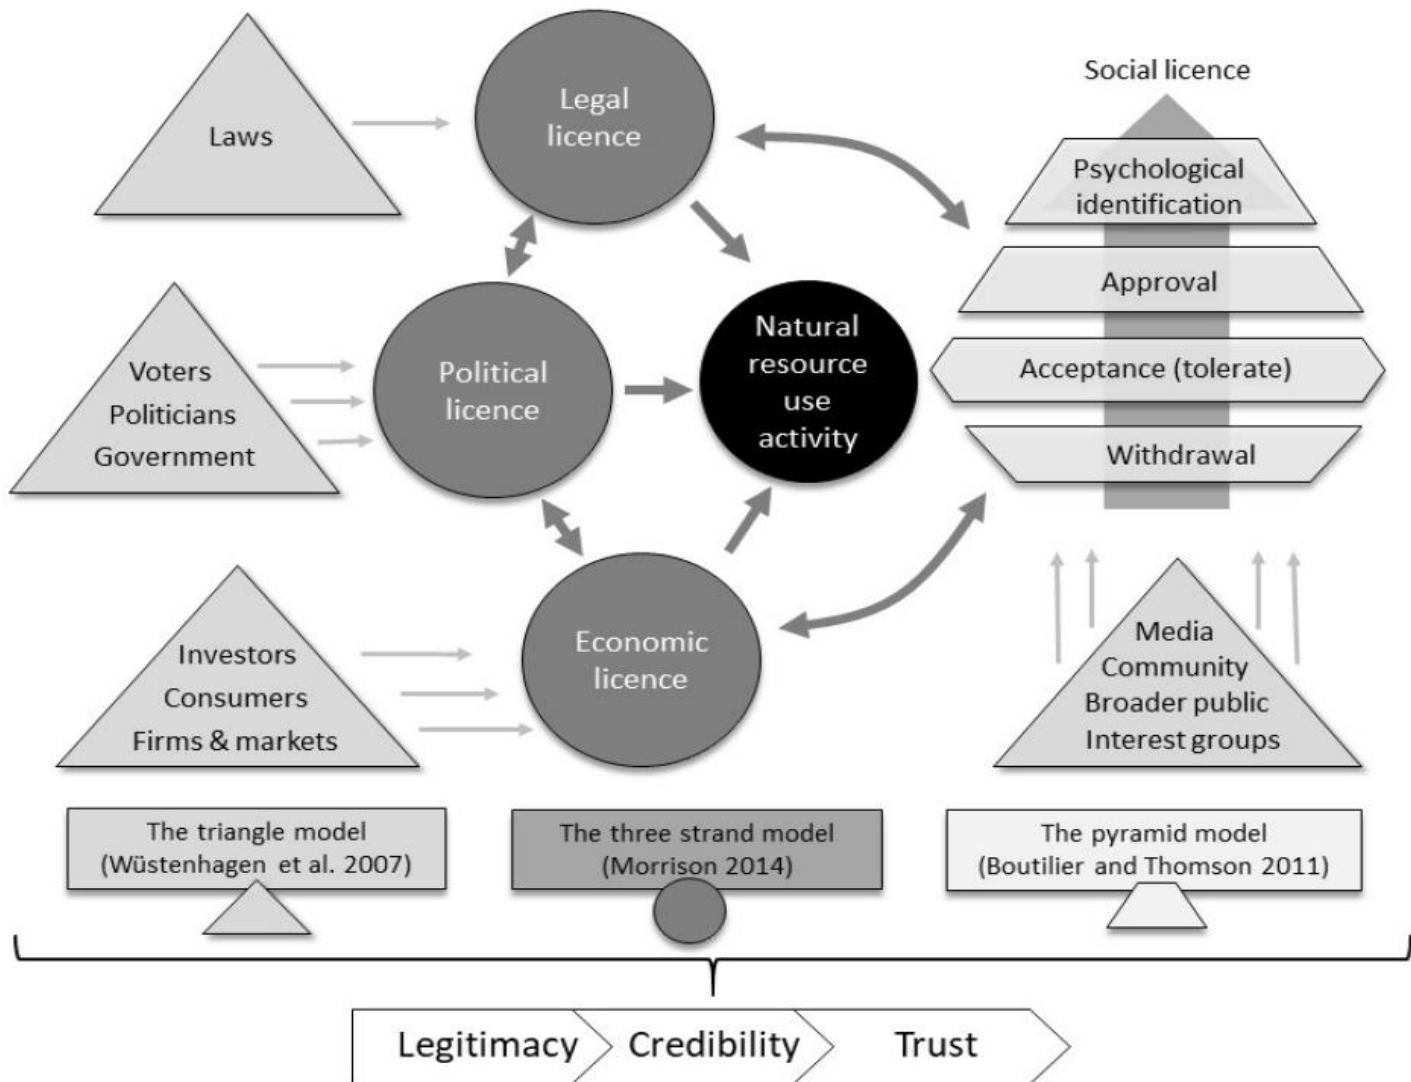 Laws
Legal
licence
Social licence
Psychological
identification
Approval
Acceptance (tolerate)
Withdrawal
Voters
Politicians
Government
Political
licence
Natural
resource
use
activity
Investors
Consumers
Firms & markets
Economic
licence
Media
Community
Broader public
Interest groups
The triangle model
(Wüstenhagen et al. 2007)
The three strand model
(Morrison 2014)
The pyramid model
(Boutilier and Thomson 2011)
Legitimacy
Credibility
Trust